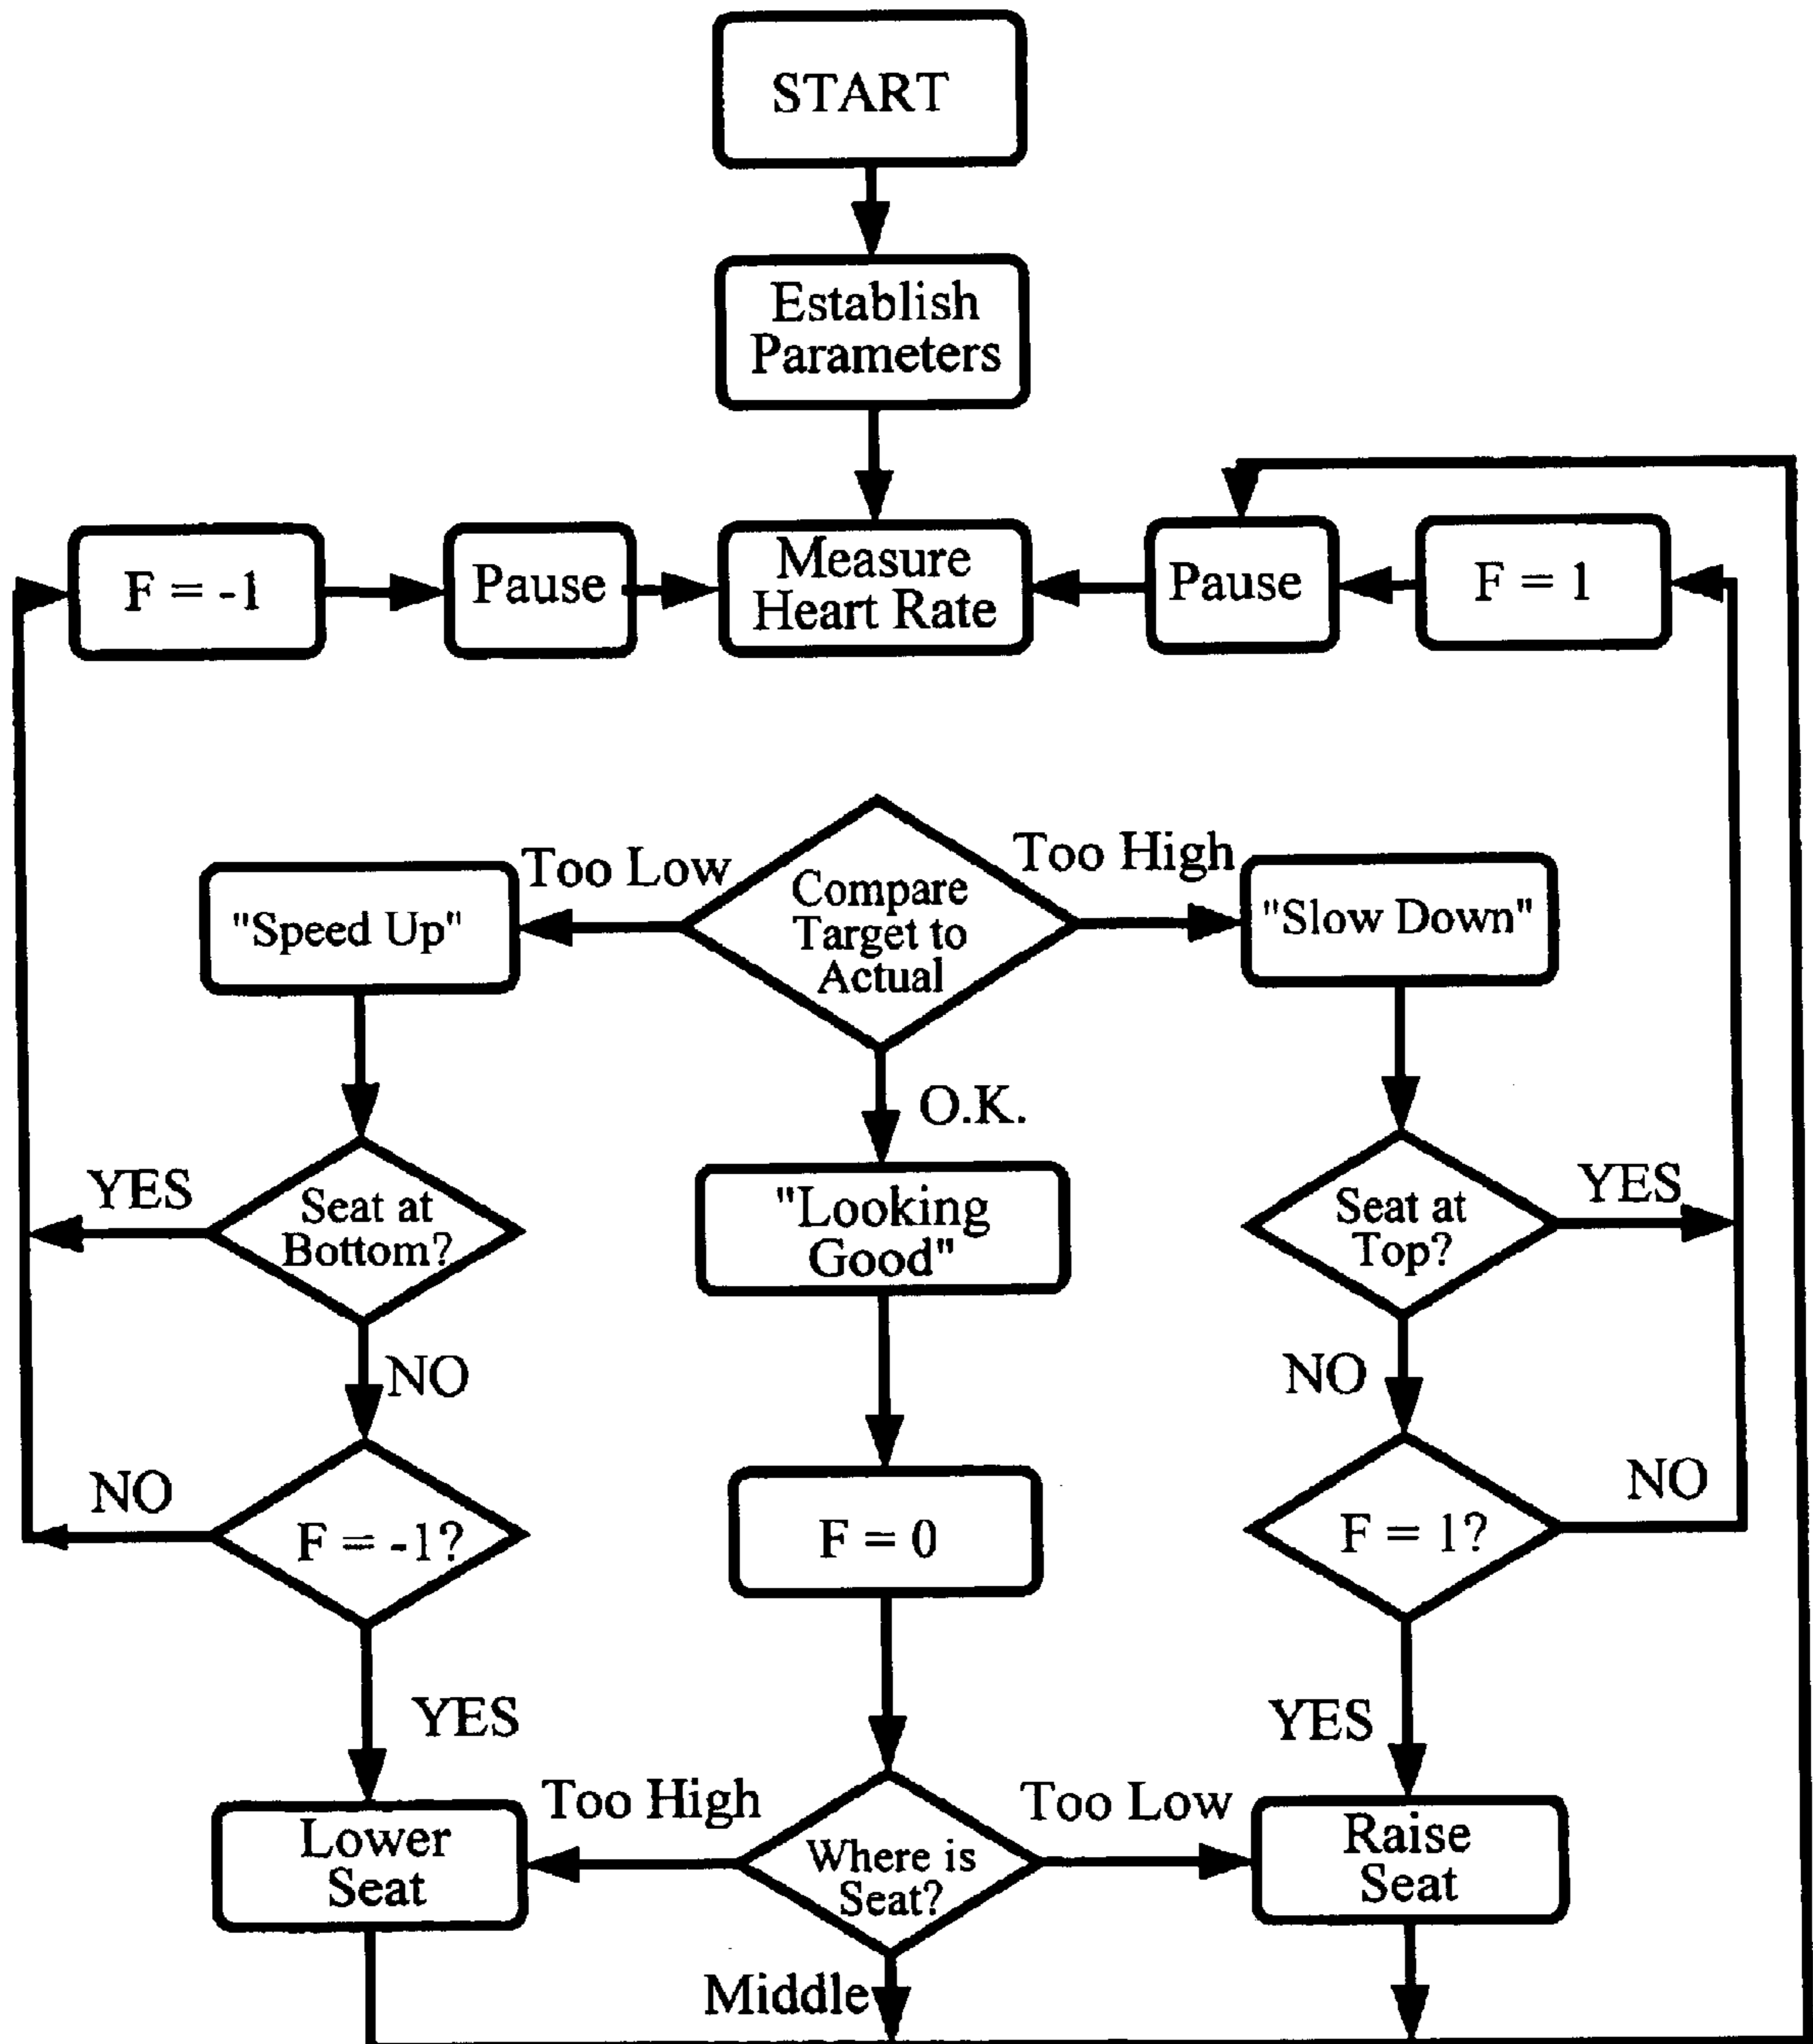 START
Establish
Parameters
F = -1
Pause
Measure
Heart Rate
Pause
F = 1
Too Low
Too High
"Speed Up"
Compare
Target to
Actual
"Slow Down"
O.K.
YES
Seat at
Bottom?
"Looking
Good"
Seat at
Top?
YES
NO
NO
NO
F = -1?
F = 0
F = 1?
NO
YES
YES
Too High
Too Low
Lower
Seat
Where is
Seat?
Raise
Seat
Middle